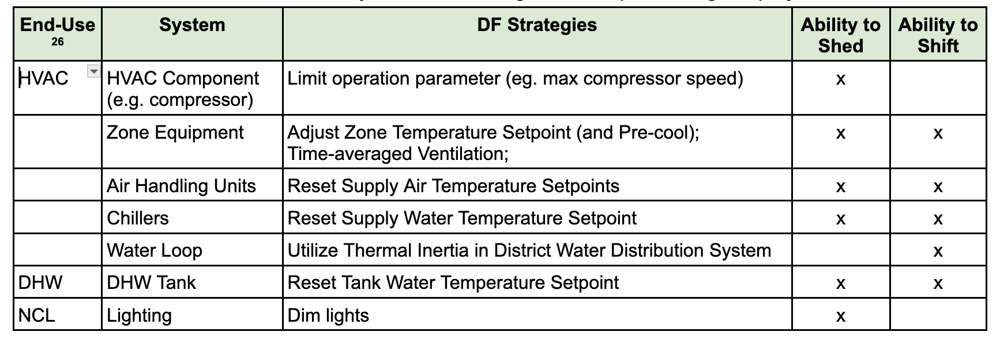 End-Use System DF Strategies Ability to Ability to
26 Shed Shift
HVAC HVAC Component Limit operation parameter (eg. max compressor speed) x
(e.g. compressor)
Zone Equipment Adjust Zone Temperature Setpoint (and Pre-cool); x x
Time-averaged Ventilation;
Air Handling Units Reset Supply Air Temperature Setpoints x x
Chillers Reset Supply Water Temperature Setpoint x x
Water Loop Utilize Thermal Inertia in District Water Distribution System x
DHW DHW Tank Reset Tank Water Temperature Setpoint x x
NCL Lighting Dim lights x